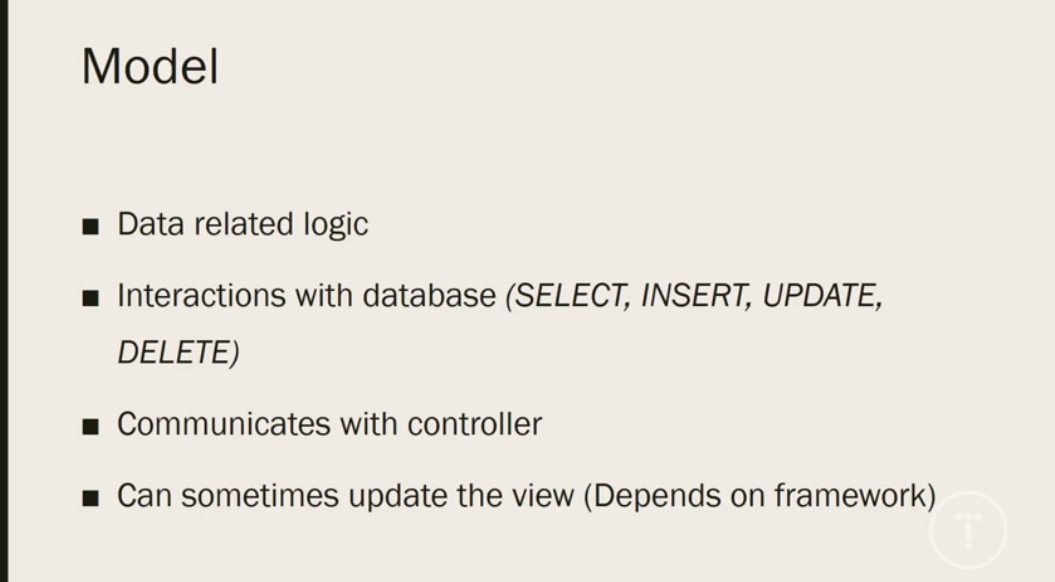 Model
■ Data related logic
■ Interactions with database (SELECT, INSERT, UPDATE,
DELETE)
■ Communicates with controller
■ Can sometimes update the view (Depends on framework)
T